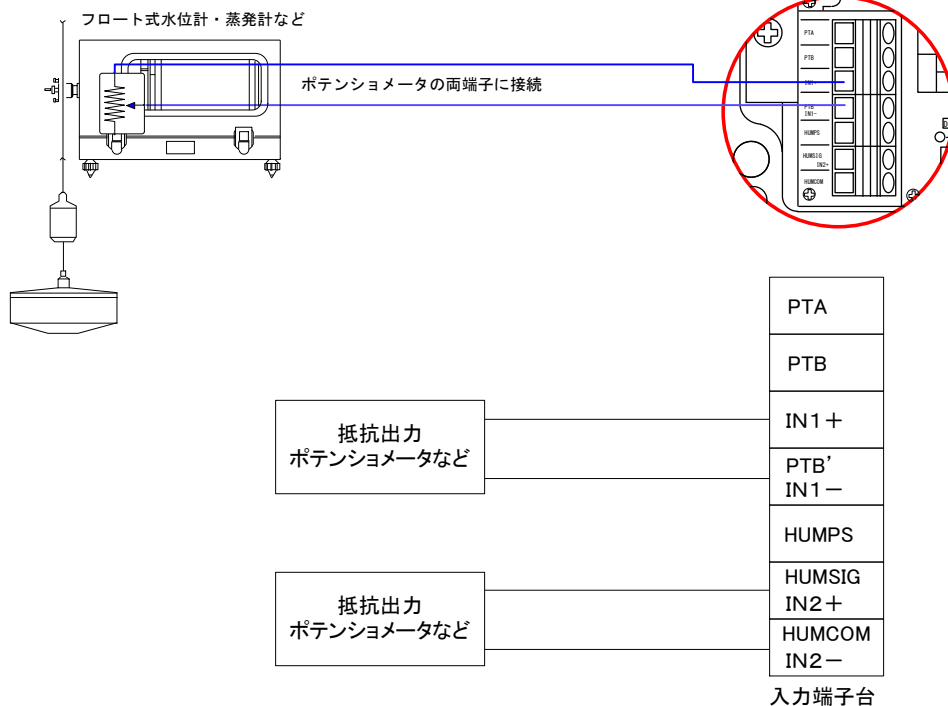 フロート式水位計・蒸発計など
ポテンショメータの両端子に接続
PTA
PTB
IN1+
PTB
IN1-
HUMPS
HUMSIG
IN2+
HUMCOM
PTA
PTB
抵抗出力
ポテンショメータなど
IN1+
PTB'
IN1-
HUMPS
抵抗出力
ポテンショメータなど
HUMSIG
IN2+
HUMCOM
IN2-
入力端子台